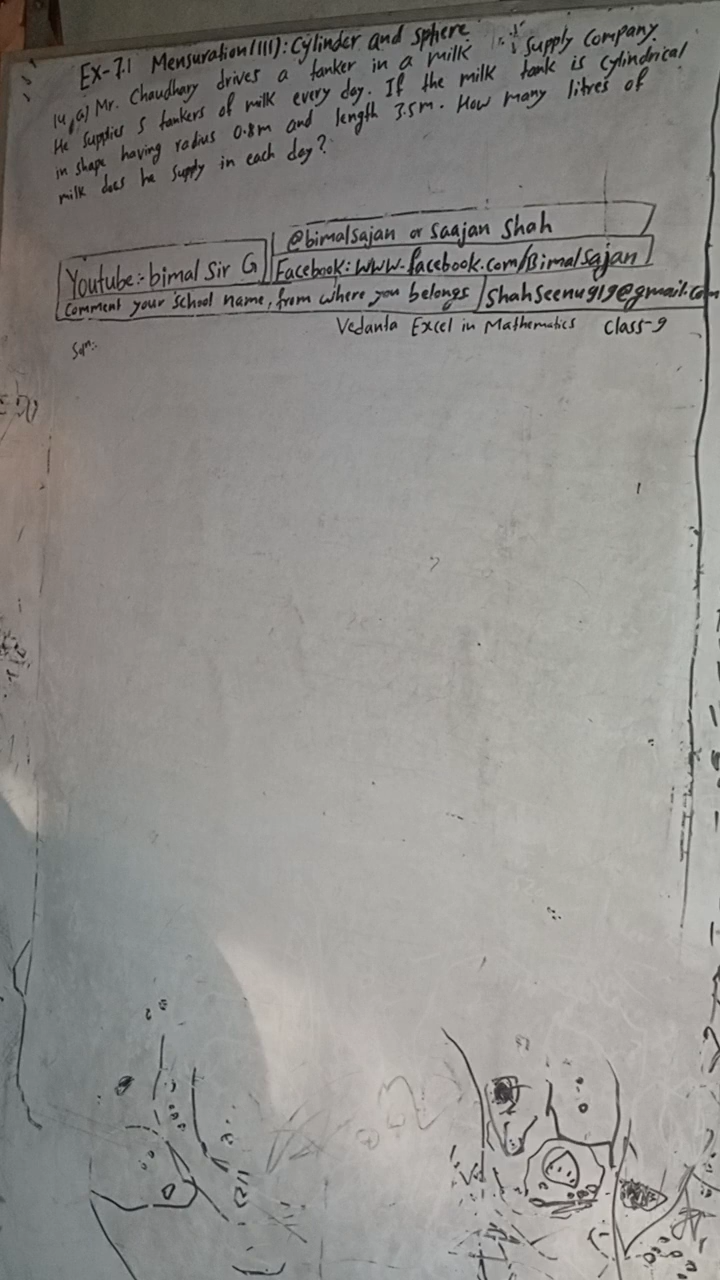 Ex-7.1 Mensuration(III): Cylinder and sphere
14, a) Mr. Chaudhary drives a tanker in a milk supply company.
He supplies 5 tankers of milk every day. If the milk tank is cylindrical
in shape having radius 0.8m and length 3.5m. How many litres of
milk does he supply in each day?
@bimalsajan or saajan shah
Youtube:- bimal Sir G
Facebook: www.facebook.com/Bimalsajan
Comment your school name, from where you belongs
shahseenu919@gmail.com
Vedanta Excel in Mathematics class-9
Soln:-